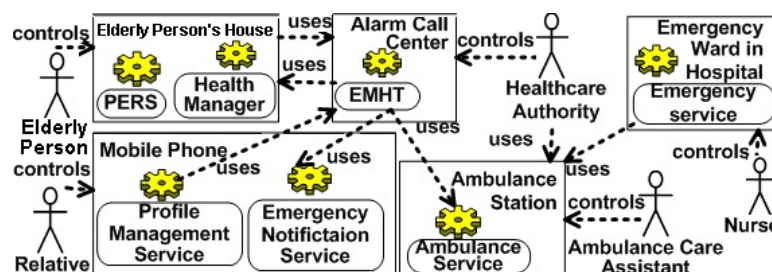 controls
Elderly Person's House
PERS
Health
Manager
uses
uses
Alarm Call
Center
EMHT
controls
Healthcare
Authority
Emergency
Ward in
Hospital
Emergency
service
Elderly
Person
controls
Relative
Mobile Phone
uses
uses
uses
Profile
Management
Service
Emergency
Notifictaion
Service
uses
uses
Ambulance
Station
Ambulance
Service
controls
Ambulance Care
Assistant
controls
Nurse